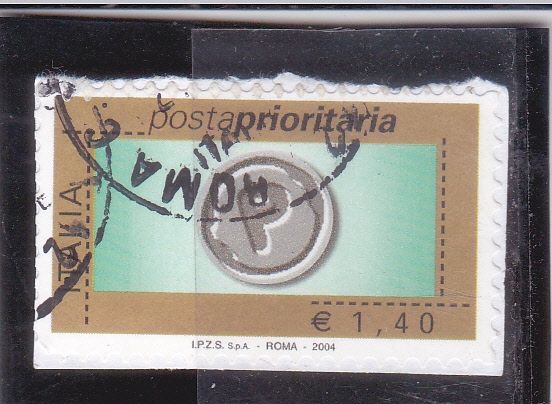 postaprioritaria
ITALIA
P
ROMA
€ 1,40
I.P.Z.S. S.p.A. - ROMA - 2004